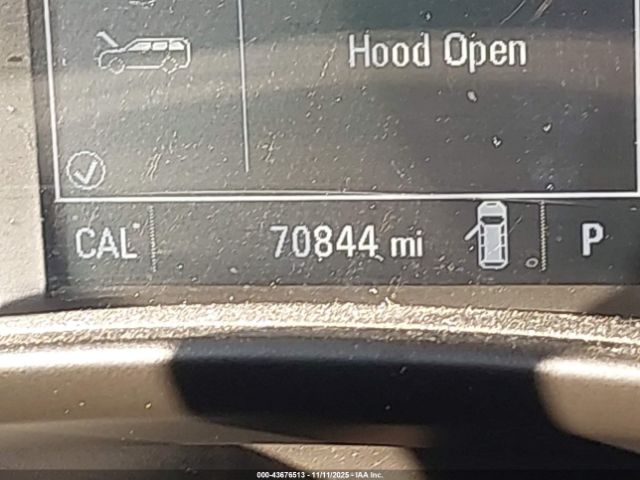 Hood Open
CAL 70844 mi P
000-43676513 - 11/11/2025 - IAA Inc.